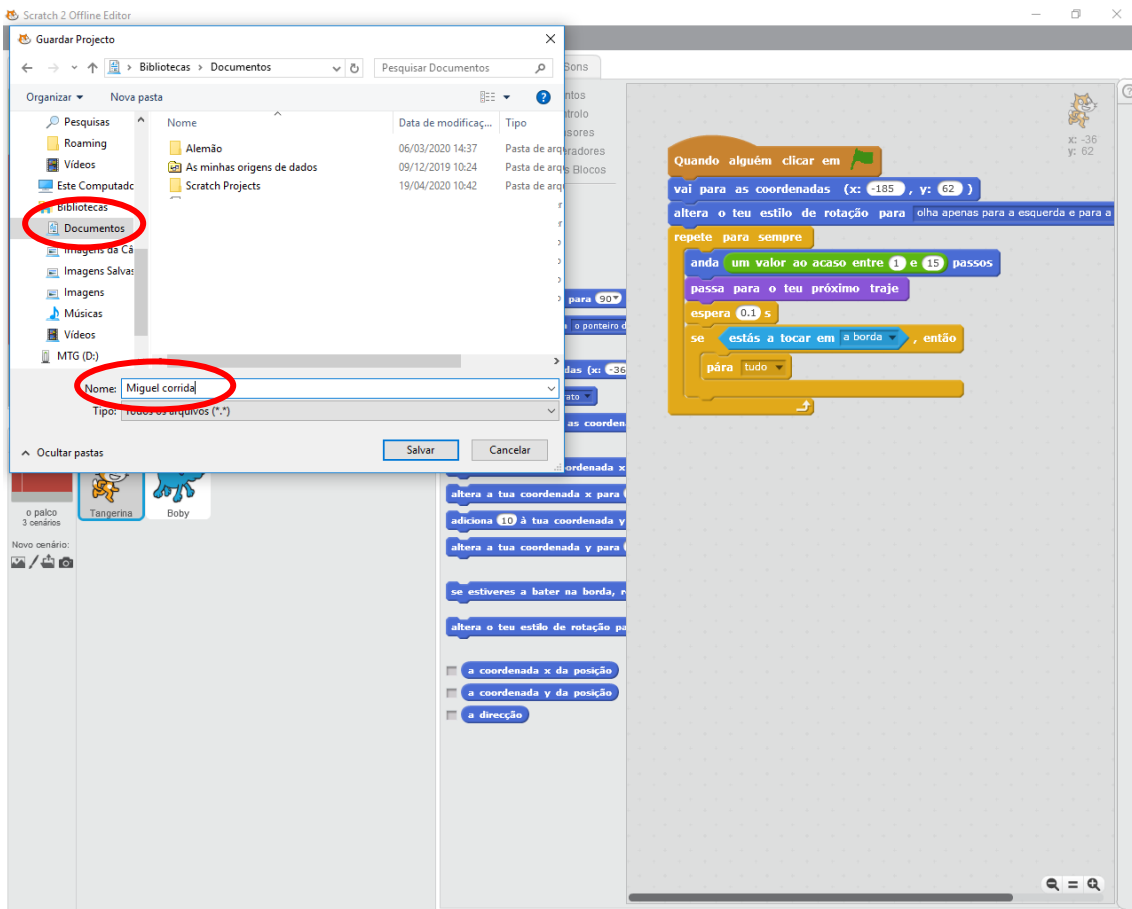 Scratch 2 Offline Editor
Guardar Projecto
Bibliotecas > Documentos
Pesquisar Documentos
Organizar
Nova pasta
Nome
Data de modificaç...
Tipo
Pesquisas
Roaming
Vídeos
Este Computadc
Bibliotecas
Documentos
Imagens da Câ
Imagens Salvas
Imagens
Músicas
Vídeos
MTG (D:)
Alemão 06/03/2020 14:37 Pasta de arq
As minhas origens de dados 09/12/2019 10:24 Pasta de arq
Scratch Projects 19/04/2020 10:42 Pasta de arq
Nome: Miguel corrida
Tipo: Todos os arquivos (*.*)
Ocultar pastas
Salvar
Cancelar
Sons
s Blocos
para 90
o ponteiro d
das (x: -36
ato
as coorden
ordenada x
altera a tua coordenada x para
adiciona 10 à tua coordenada y
altera a tua coordenada y para
se estiveres a bater na borda, r
altera o teu estilo de rotação pa
a coordenada x da posição
a coordenada y da posição
a direcção
o palco
3 cenários
Tangerina
Boby
Novo cenário:
x: -36
y: 62
Quando alguém clicar em
vai para as coordenadas (x: -185 , y: 62 )
altera o teu estilo de rotação para olha apenas para a esquerda e para a
repete para sempre
anda um valor ao acaso entre 1 e 15 passos
passa para o teu próximo traje
espera 0.1 s
se estás a tocar em a borda , então
pára tudo